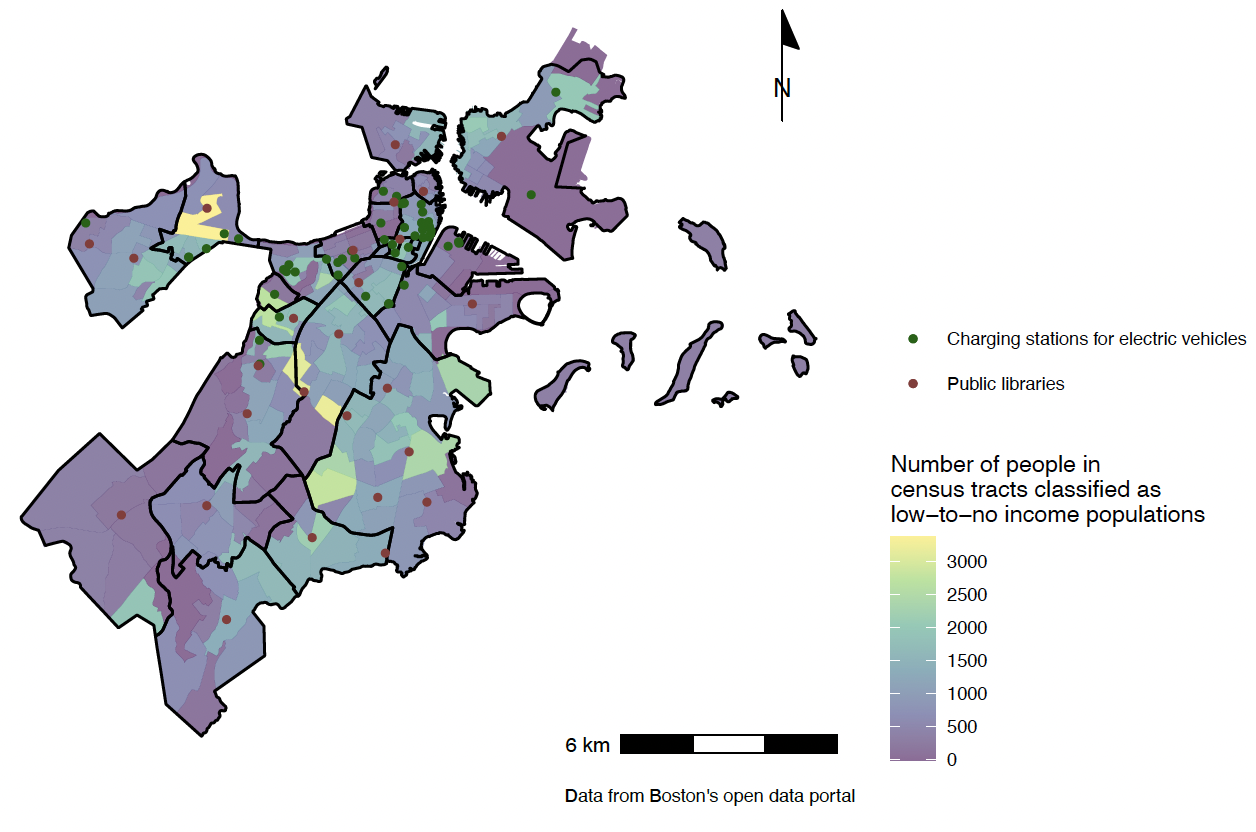 N
Charging stations for electric vehicles
Public libraries
Number of people in
census tracts classified as
low−to−no income populations
3000
2500
2000
1500
1000
500
0
6 km
Data from Boston's open data portal